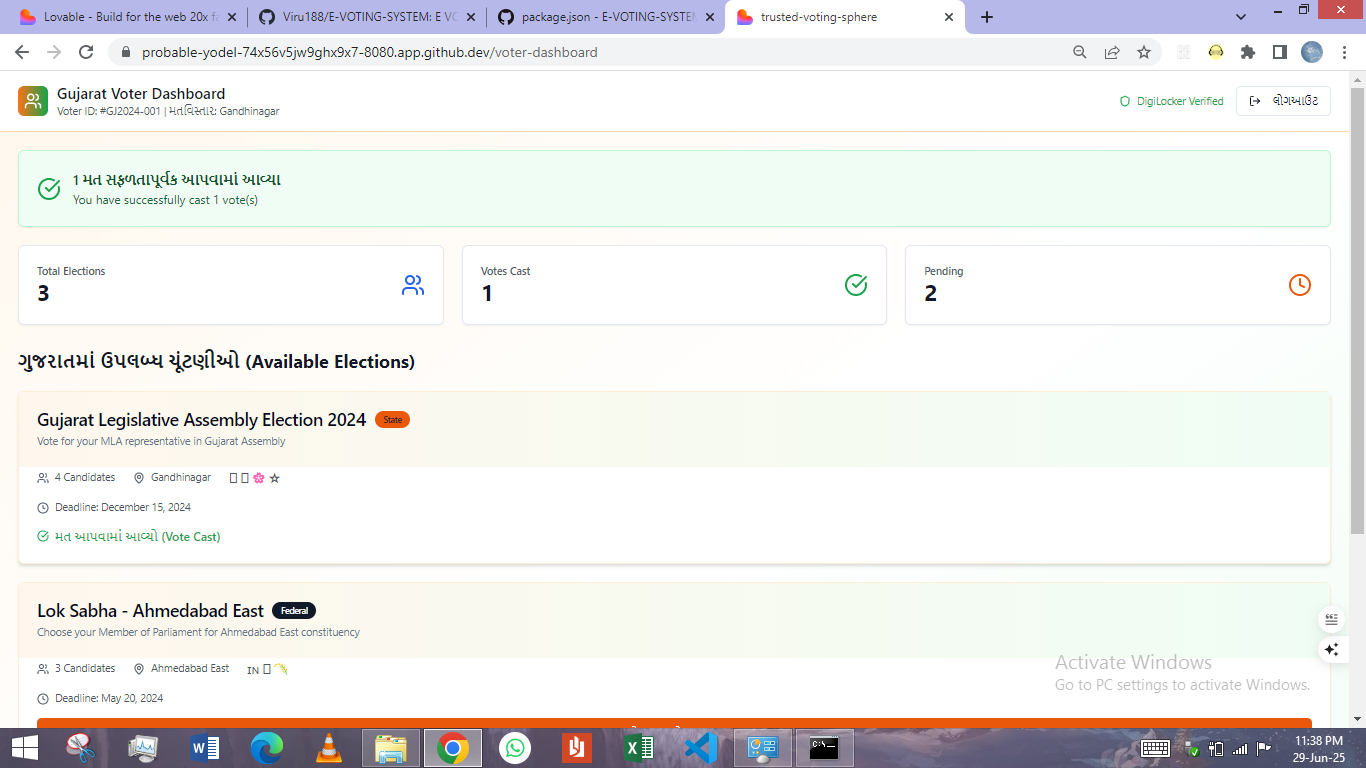 Lovable - Build for the web 20x fa
Viru188/E-VOTING-SYSTEM: E VO
package.json - E-VOTING-SYSTEM
trusted-voting-sphere
probable-yodel-74x56v5jw9ghx9x7-8080.app.github.dev/voter-dashboard
Gujarat Voter Dashboard
Voter ID: #GJ2024-001 | મતવિસ્તાર: Gandhinagar
DigiLocker Verified
લોગઆઉટ
1 મત સફળતાપૂર્વક આપવામાં આવ્યા
You have successfully cast 1 vote(s)
Total Elections
3
Votes Cast
1
Pending
2
ગુજરાતમાં ઉપલબ્ધ ચૂંટણીઓ (Available Elections)
Gujarat Legislative Assembly Election 2024 State
Vote for your MLA representative in Gujarat Assembly
4 Candidates Gandhinagar
Deadline: December 15, 2024
મત આપવામાં આવ્યો (Vote Cast)
Lok Sabha - Ahmedabad East Federal
Choose your Member of Parliament for Ahmedabad East constituency
3 Candidates Ahmedabad East IN
Deadline: May 20, 2024
Activate Windows
Go to PC settings to activate Windows.
11:38 PM
29-Jun-25